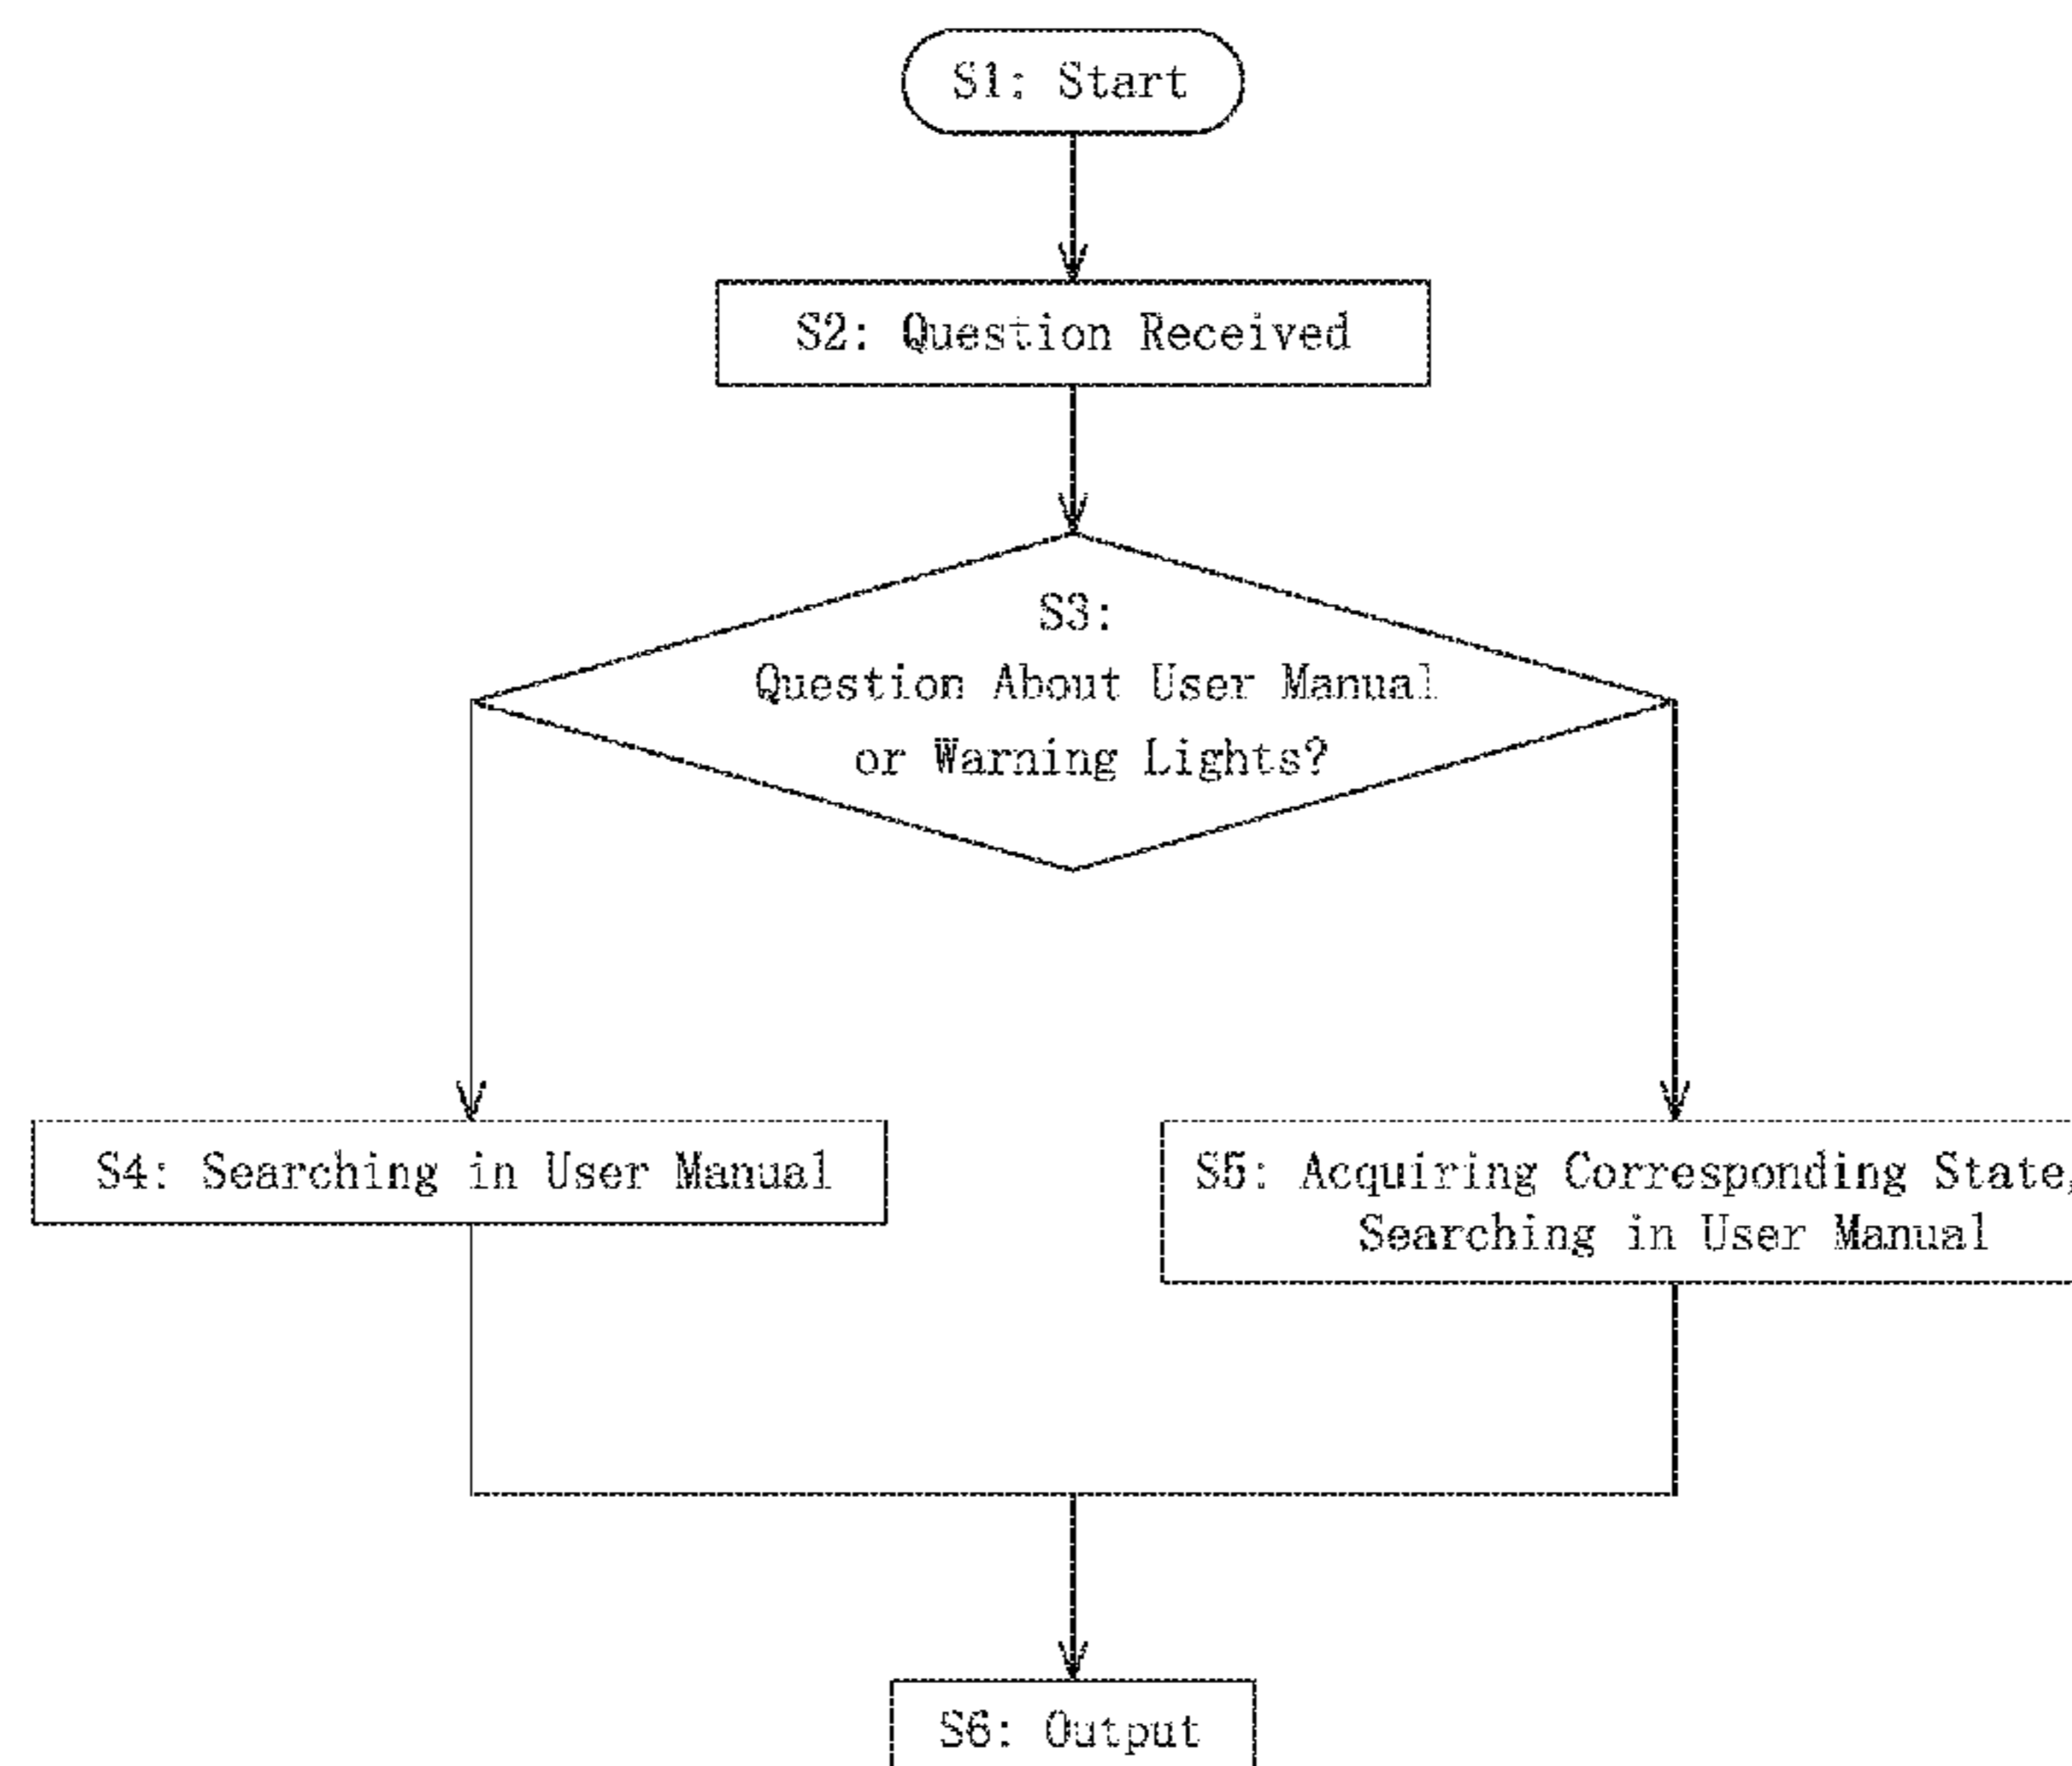 S1: Start
S2: Question Received
S3:
Question About User Manual
or Warning Lights?
S4: Searching in User Manual
S5: Acquiring Corresponding State,
Searching in User Manual
S6: Output